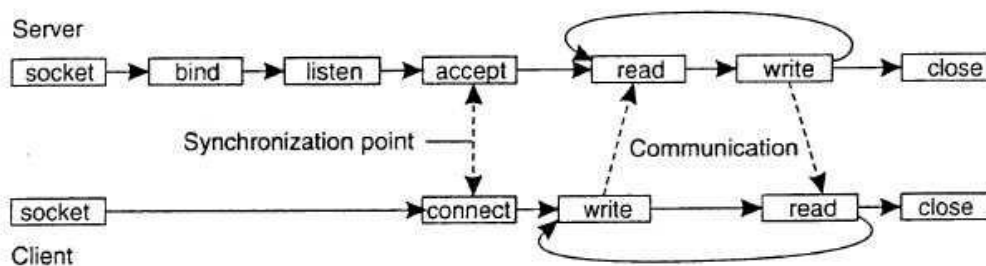 Server
socket bind listen accept read write close
Synchronization point
Communication
socket connect write read close
Client